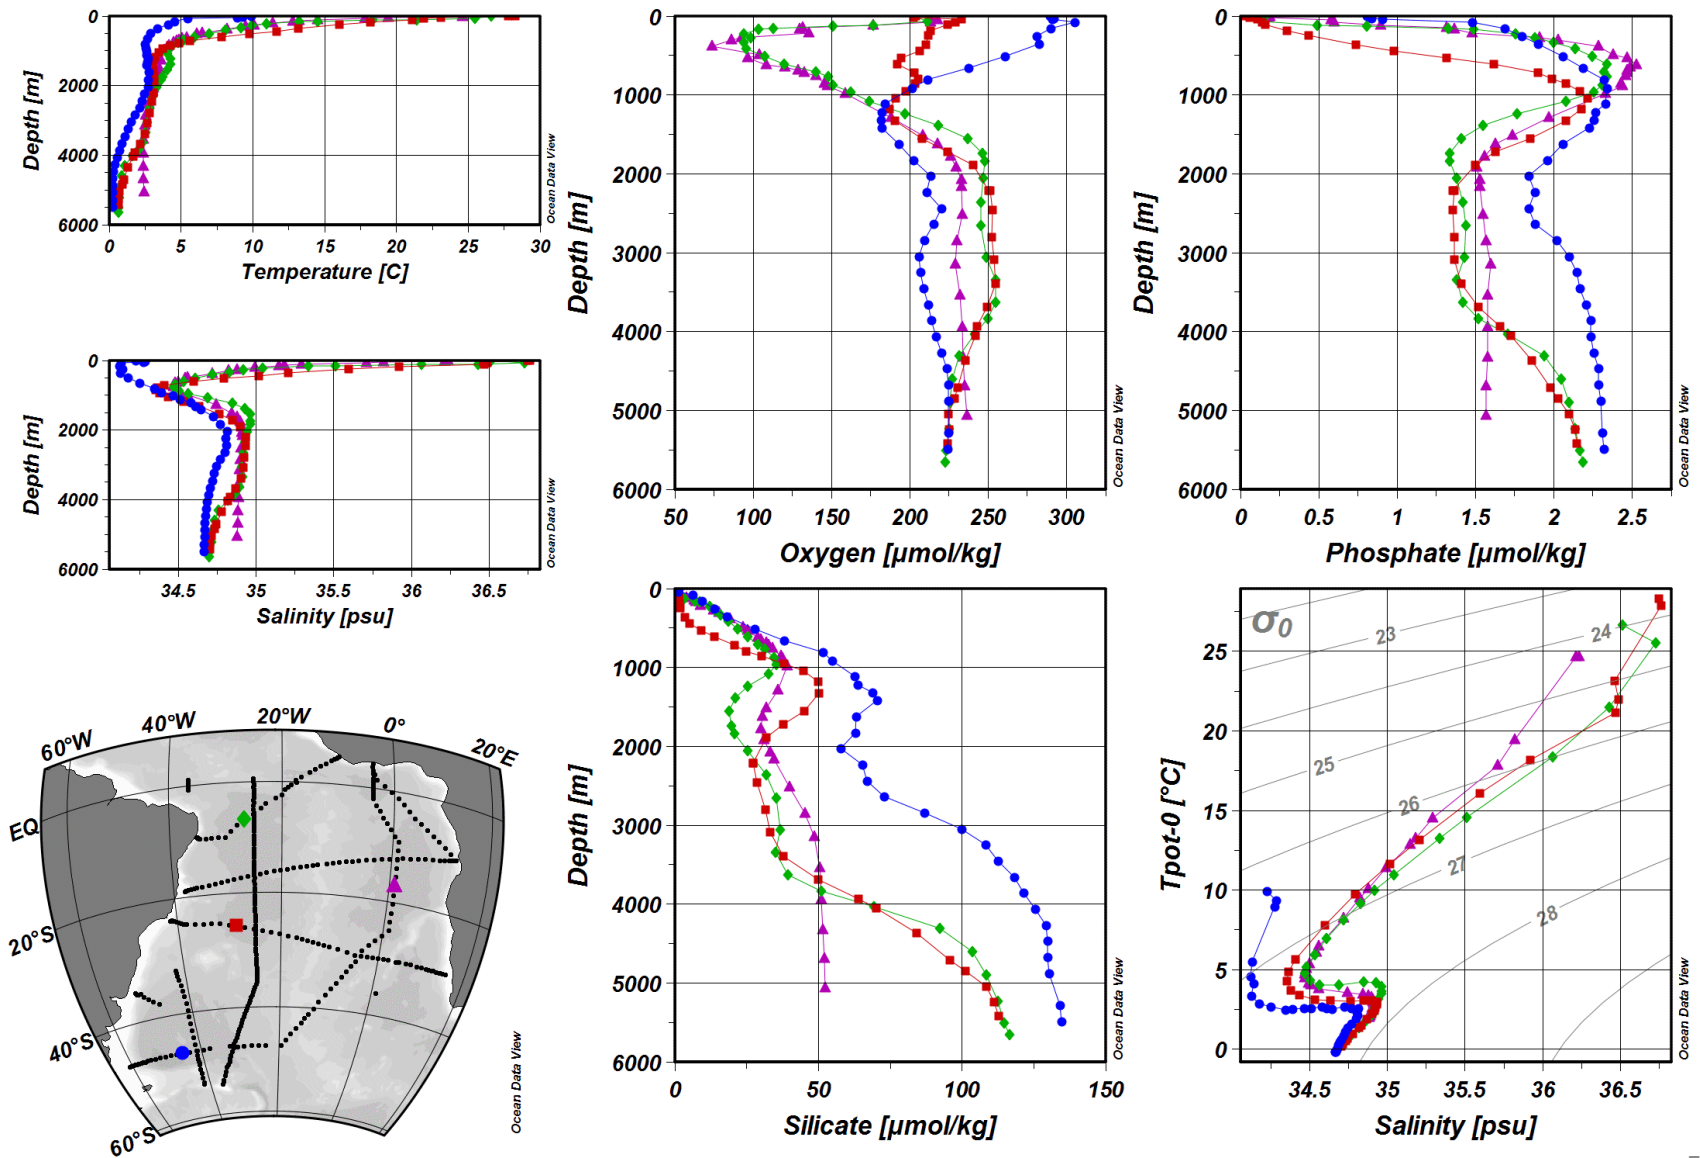 0
2000
4000
6000
Depth [m]
0 5 10 15 20 25 30
Temperature [C]
Ocean Data View
0
2000
4000
6000
Depth [m]
34.5 35 35.5 36 36.5
Salinity [psu]
Ocean Data View
0
1000
2000
3000
4000
5000
6000
Depth [m]
50 100 150 200 250 300
Oxygen [µmol/kg]
Ocean Data View
0
1000
2000
3000
4000
5000
6000
Depth [m]
0 0.5 1 1.5 2 2.5
Phosphate [µmol/kg]
Ocean Data View
60°W
40°W
20°W
0°
20°E
EQ
20°S
40°S
60°S
Ocean Data View
0
1000
2000
3000
4000
5000
6000
Depth [m]
0 50 100 150
Silicate [µmol/kg]
Ocean Data View
σ0
23
24
25
26
27
28
25
20
15
10
5
0
Tpot-0 [°C]
34.5 35 35.5 36 36.5
Salinity [psu]
Ocean Data View